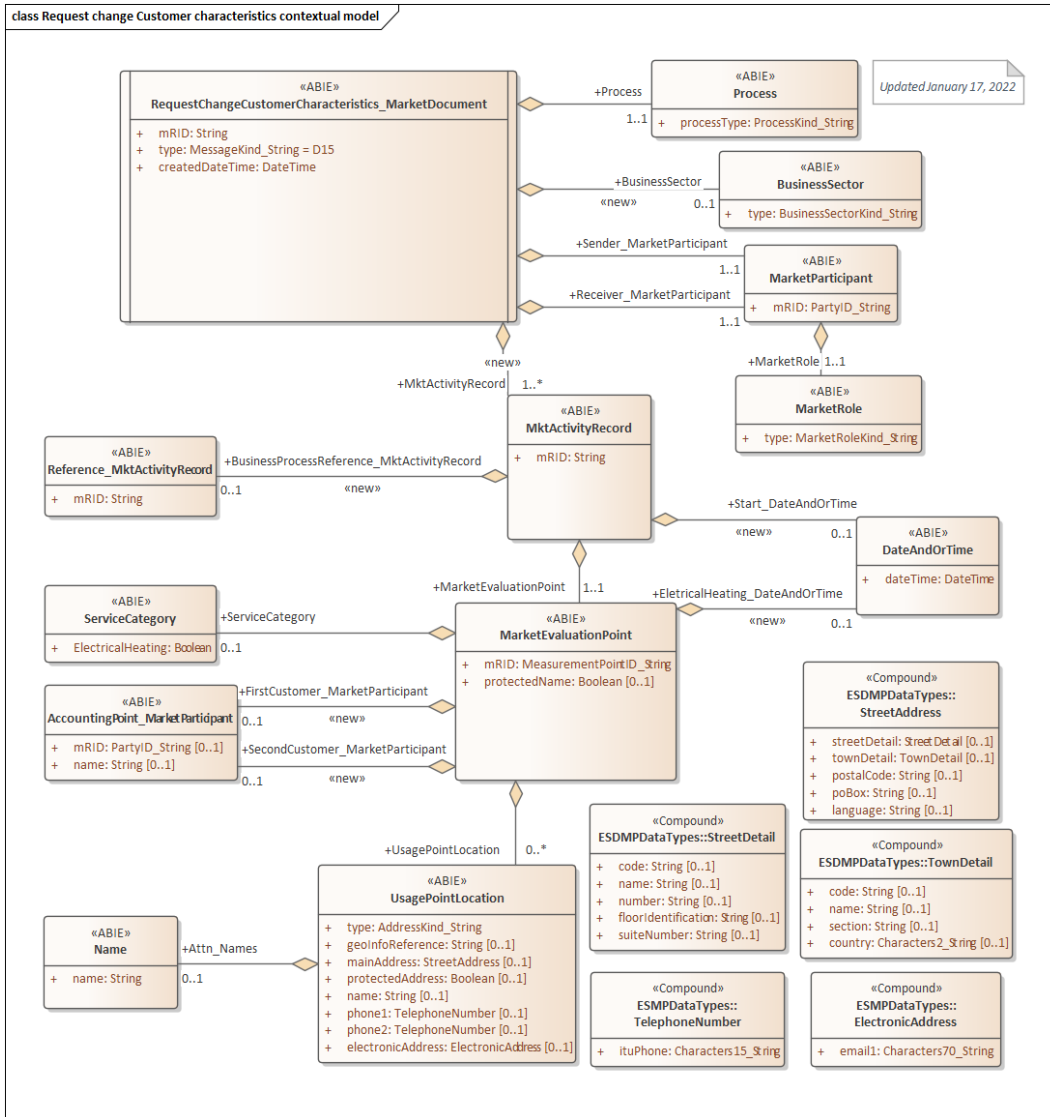 class Request change Customer characteristics contextual model
«ABIE»
RequestChangeCustomerCharacteristics_MarketDocument
+ mRID: String
+ type: MessageKind_String = D15
+ createdDateTime: DateTime
+Process
1..1
«ABIE»
Process
+ processType: ProcessKind_String
Updated January 17, 2022
+BusinessSector
«new»
0..1
«ABIE»
BusinessSector
+ type: BusinessSectorKind_String
+Sender_MarketParticipant
1..1
+Receiver_MarketParticipant
1..1
«ABIE»
MarketParticipant
+ mRID: PartyID_String
+MarketRole 1..1
«ABIE»
MarketRole
+ type: MarketRoleKind_String
«new»
+MktActivityRecord
1..*
«ABIE»
MktActivityRecord
+ mRID: String
«ABIE»
Reference_MktActivityRecord
+ mRID: String
+BusinessProcessReference_MktActivityRecord
0..1
«new»
+Start_DateAndOrTime
«new»
0..1
«ABIE»
DateAndOrTime
+ dateTime: DateTime
+MarketEvaluationPoint
1..1
+EletricalHeating_DateAndOrTime
«new»
0..1
«ABIE»
ServiceCategory
+ ElectricalHeating: Boolean
+ServiceCategory
0..1
«ABIE»
MarketEvaluationPoint
+ mRID: MeasurementPointID_String
+ protectedName: Boolean [0..1]
«ABIE»
AccountingPoint_MarketParticipant
+ mRID: PartyID_String [0..1]
+ name: String [0..1]
+FirstCustomer_MarketParticipant
0..1
«new»
+SecondCustomer_MarketParticipant
0..1
«new»
«Compound»
ESDMPDataTypes::
StreetAddress
+ streetDetail: StreetDetail [0..1]
+ townDetail: TownDetail [0..1]
+ postalCode: String [0..1]
+ poBox: String [0..1]
+ language: String [0..1]
+UsagePointLocation
0..*
«Compound»
ESDMPDataTypes::StreetDetail
+ code: String [0..1]
+ name: String [0..1]
+ number: String [0..1]
+ floorIdentification: String [0..1]
+ suiteNumber: String [0..1]
«Compound»
ESDMPDataTypes::TownDetail
+ code: String [0..1]
+ name: String [0..1]
+ section: String [0..1]
+ country: Characters2_String [0..1]
«ABIE»
UsagePointLocation
+ type: AddressKind_String
+ geoInfoReference: String [0..1]
+ mainAddress: StreetAddress [0..1]
+ protectedAddress: Boolean [0..1]
+ name: String [0..1]
+ phone1: TelephoneNumber [0..1]
+ phone2: TelephoneNumber [0..1]
+ electronicAddress: ElectronicAddress [0..1]
«ABIE»
Name
+ name: String
+Attn_Names
0..1
«Compound»
ESMPDataTypes::
TelephoneNumber
+ ituPhone: Characters15_String
«Compound»
ESMPDataTypes::
ElectronicAddress
+ email1: Characters70_String